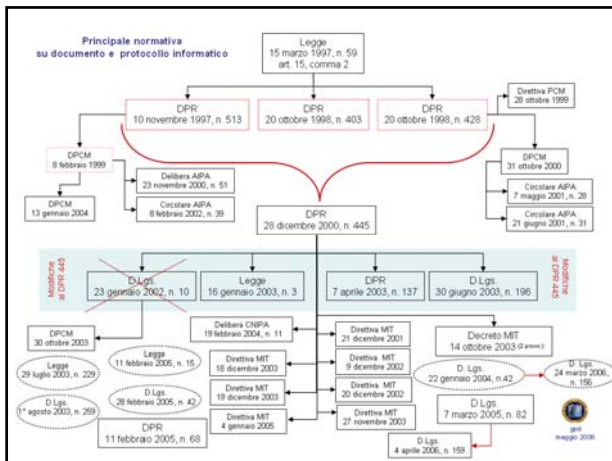 Principale normativa
su documento e protocollo informatico
Legge
15 marzo 1997, n. 59
art. 15, comma 2
Direttiva PCM
28 ottobre 1999
DPR
10 novembre 1997, n. 513
DPR
20 ottobre 1998, n. 403
DPR
20 ottobre 1998, n. 428
DPCM
8 febbraio 1999
DPCM
31 ottobre 2000
Delibera AIPA
23 novembre 2000, n. 51
Circolare AIPA
7 maggio 2001, n. 28
DPCM
13 gennaio 2004
Circolare AIPA
8 febbraio 2002, n. 39
Circolare AIPA
21 giugno 2001, n. 31
DPR
28 dicembre 2000, n. 445
Modifiche
al DPR 445
D.Lgs.
23 gennaio 2002, n. 10
Legge
16 gennaio 2003, n. 3
DPR
7 aprile 2003, n. 137
D.Lgs.
30 giugno 2003, n. 196
Modifiche
al DPR 445
DPCM
30 ottobre 2003
Delibera CNIPA
19 febbraio 2004, n. 11
Direttiva MIT
21 dicembre 2001
Decreto MIT
14 ottobre 2003 (2 provv.)
Legge
29 luglio 2003, n. 229
Legge
11 febbraio 2005, n. 15
Direttiva MIT
18 dicembre 2003
Direttiva MIT
9 dicembre 2002
D. Lgs.
22 gennaio 2004, n.42
D. Lgs.
24 marzo 2006,
n. 156
D.Lgs.
1° agosto 2003, n. 259
D.Lgs.
28 febbraio 2005, n. 42
Direttiva MIT
19 dicembre 2003
Direttiva MIT
20 dicembre 2002
D.Lgs.
7 marzo 2005, n. 82
DPR
11 febbraio 2005, n. 68
Direttiva MIT
4 gennaio 2005
Direttiva MIT
27 novembre 2003
D.Lgs.
4 aprile 2006, n. 159
maggio 2006